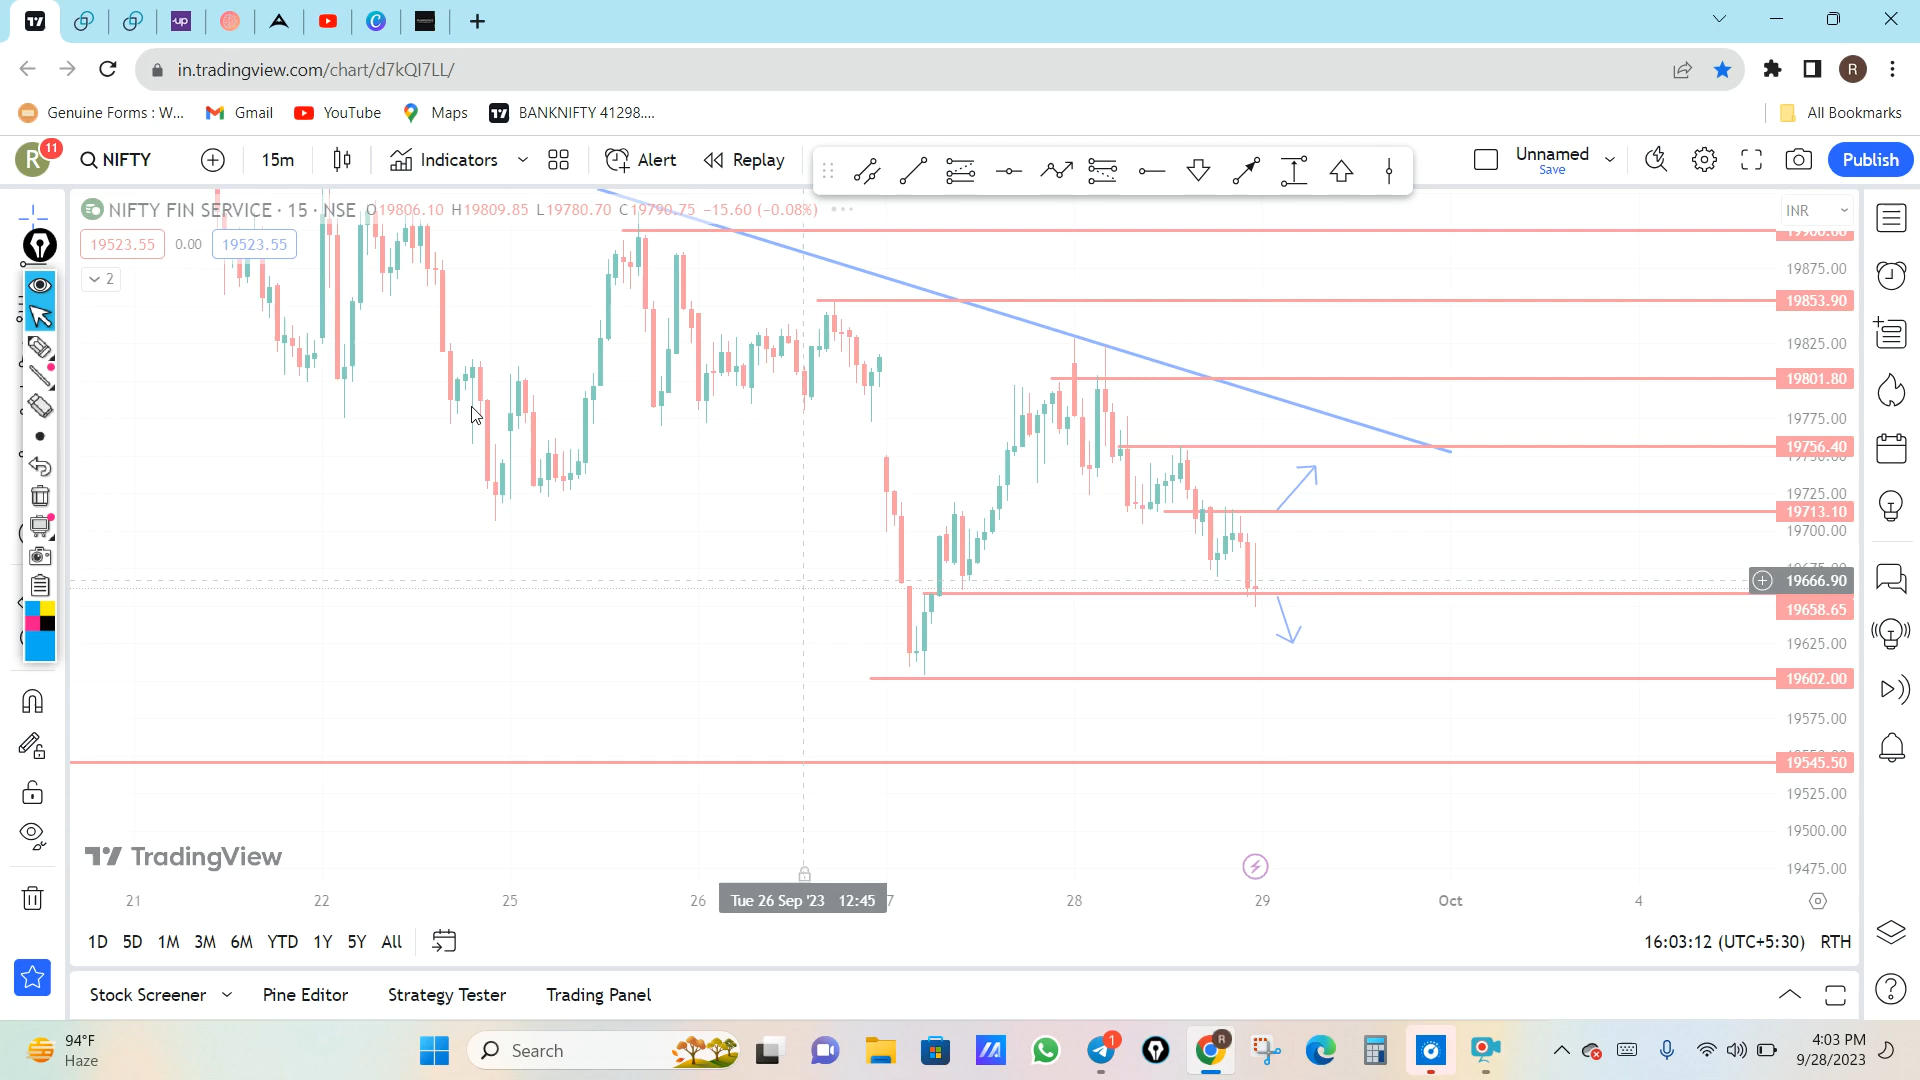 in.tradingview.com/chart/d7kQI7LL/
R
Genuine Forms : W...
Gmail
YouTube
Maps
BANKNIFTY 41298....
All Bookmarks
R
11
NIFTY
15m
Indicators
Alert
Replay
Unnamed
Save
Publish
NIFTY FIN SERVICE · 15 · NSE O19806.10 H19809.85 L19780.70 C19790.75 −15.60 (−0.08%)
INR
19523.55
0.00
19523.55
2
19875.00
19853.90
19825.00
19801.80
19775.00
19756.40
19725.00
19713.10
19700.00
19666.90
19658.65
19625.00
19602.00
19575.00
19545.50
19525.00
19500.00
19475.00
TradingView
21
22
25
26
Tue 26 Sep '23 12:45
28
29
Oct
4
1D 5D 1M 3M 6M YTD 1Y 5Y All
16:03:12 (UTC+5:30) RTH
Stock Screener
Pine Editor
Strategy Tester
Trading Panel
94°F
Haze
Search
1
R
4:03 PM
9/28/2023